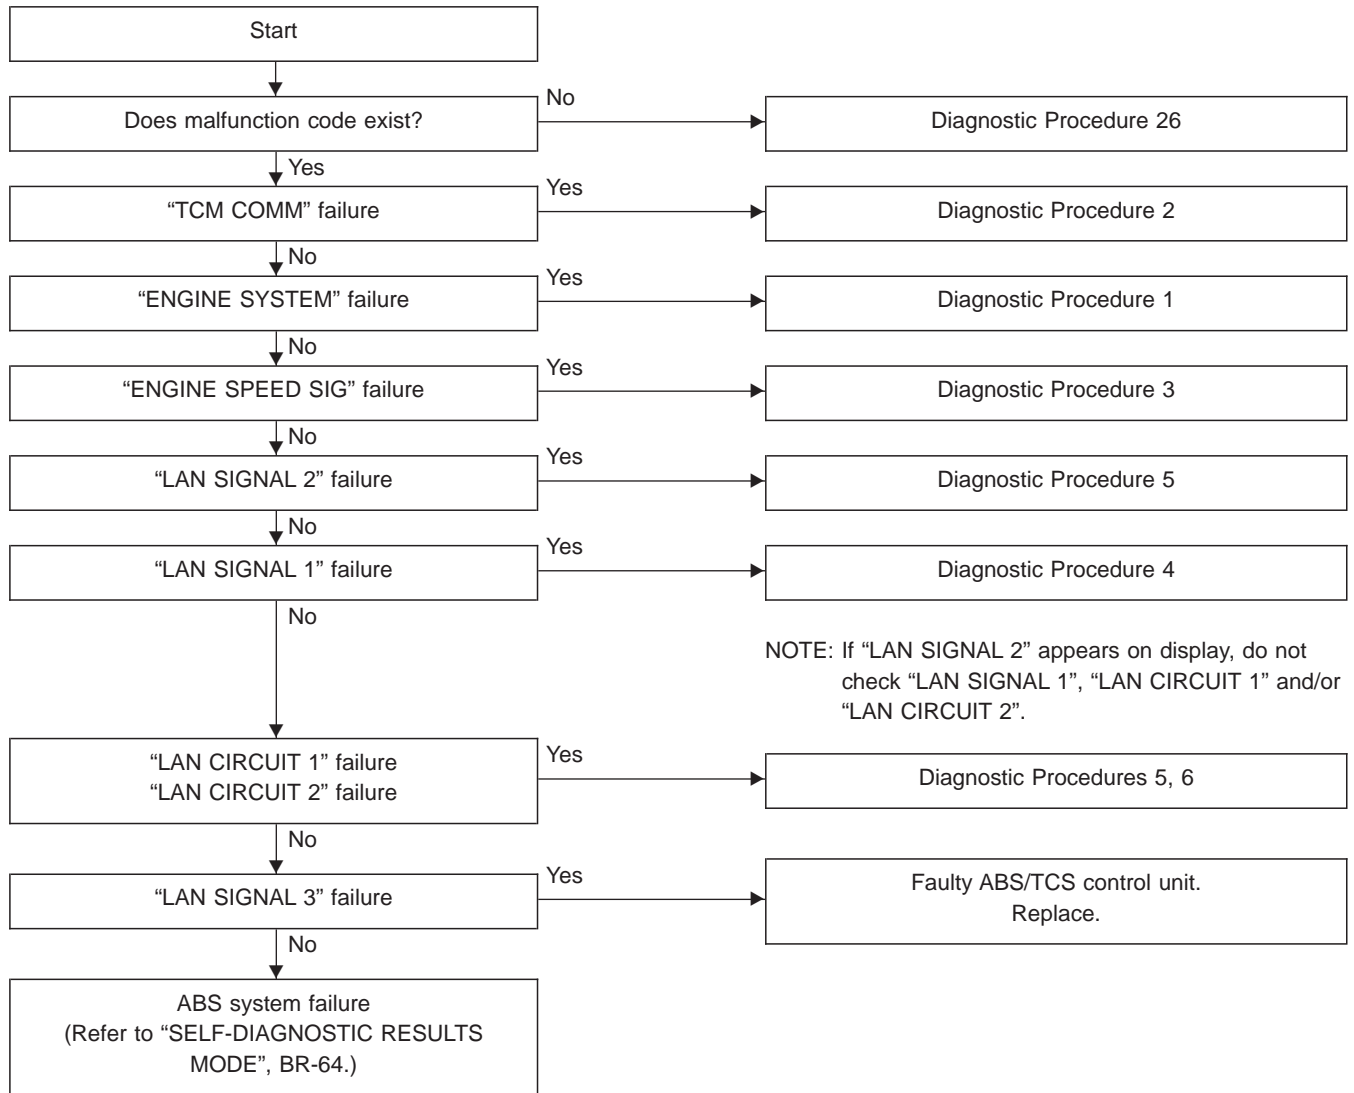 Start
Does malfunction code exist?
No
Diagnostic Procedure 26
Yes
“TCM COMM” failure
Yes
Diagnostic Procedure 2
No
“ENGINE SYSTEM” failure
Yes
Diagnostic Procedure 1
No
“ENGINE SPEED SIG” failure
Yes
Diagnostic Procedure 3
No
“LAN SIGNAL 2” failure
Yes
Diagnostic Procedure 5
No
“LAN SIGNAL 1” failure
Yes
Diagnostic Procedure 4
No
NOTE: If “LAN SIGNAL 2” appears on display, do not
check “LAN SIGNAL 1”, “LAN CIRCUIT 1” and/or
“LAN CIRCUIT 2”.
“LAN CIRCUIT 1” failure
“LAN CIRCUIT 2” failure
Yes
Diagnostic Procedures 5, 6
No
“LAN SIGNAL 3” failure
Yes
Faulty ABS/TCS control unit.
Replace.
No
ABS system failure
(Refer to “SELF-DIAGNOSTIC RESULTS
MODE”, BR-64.)